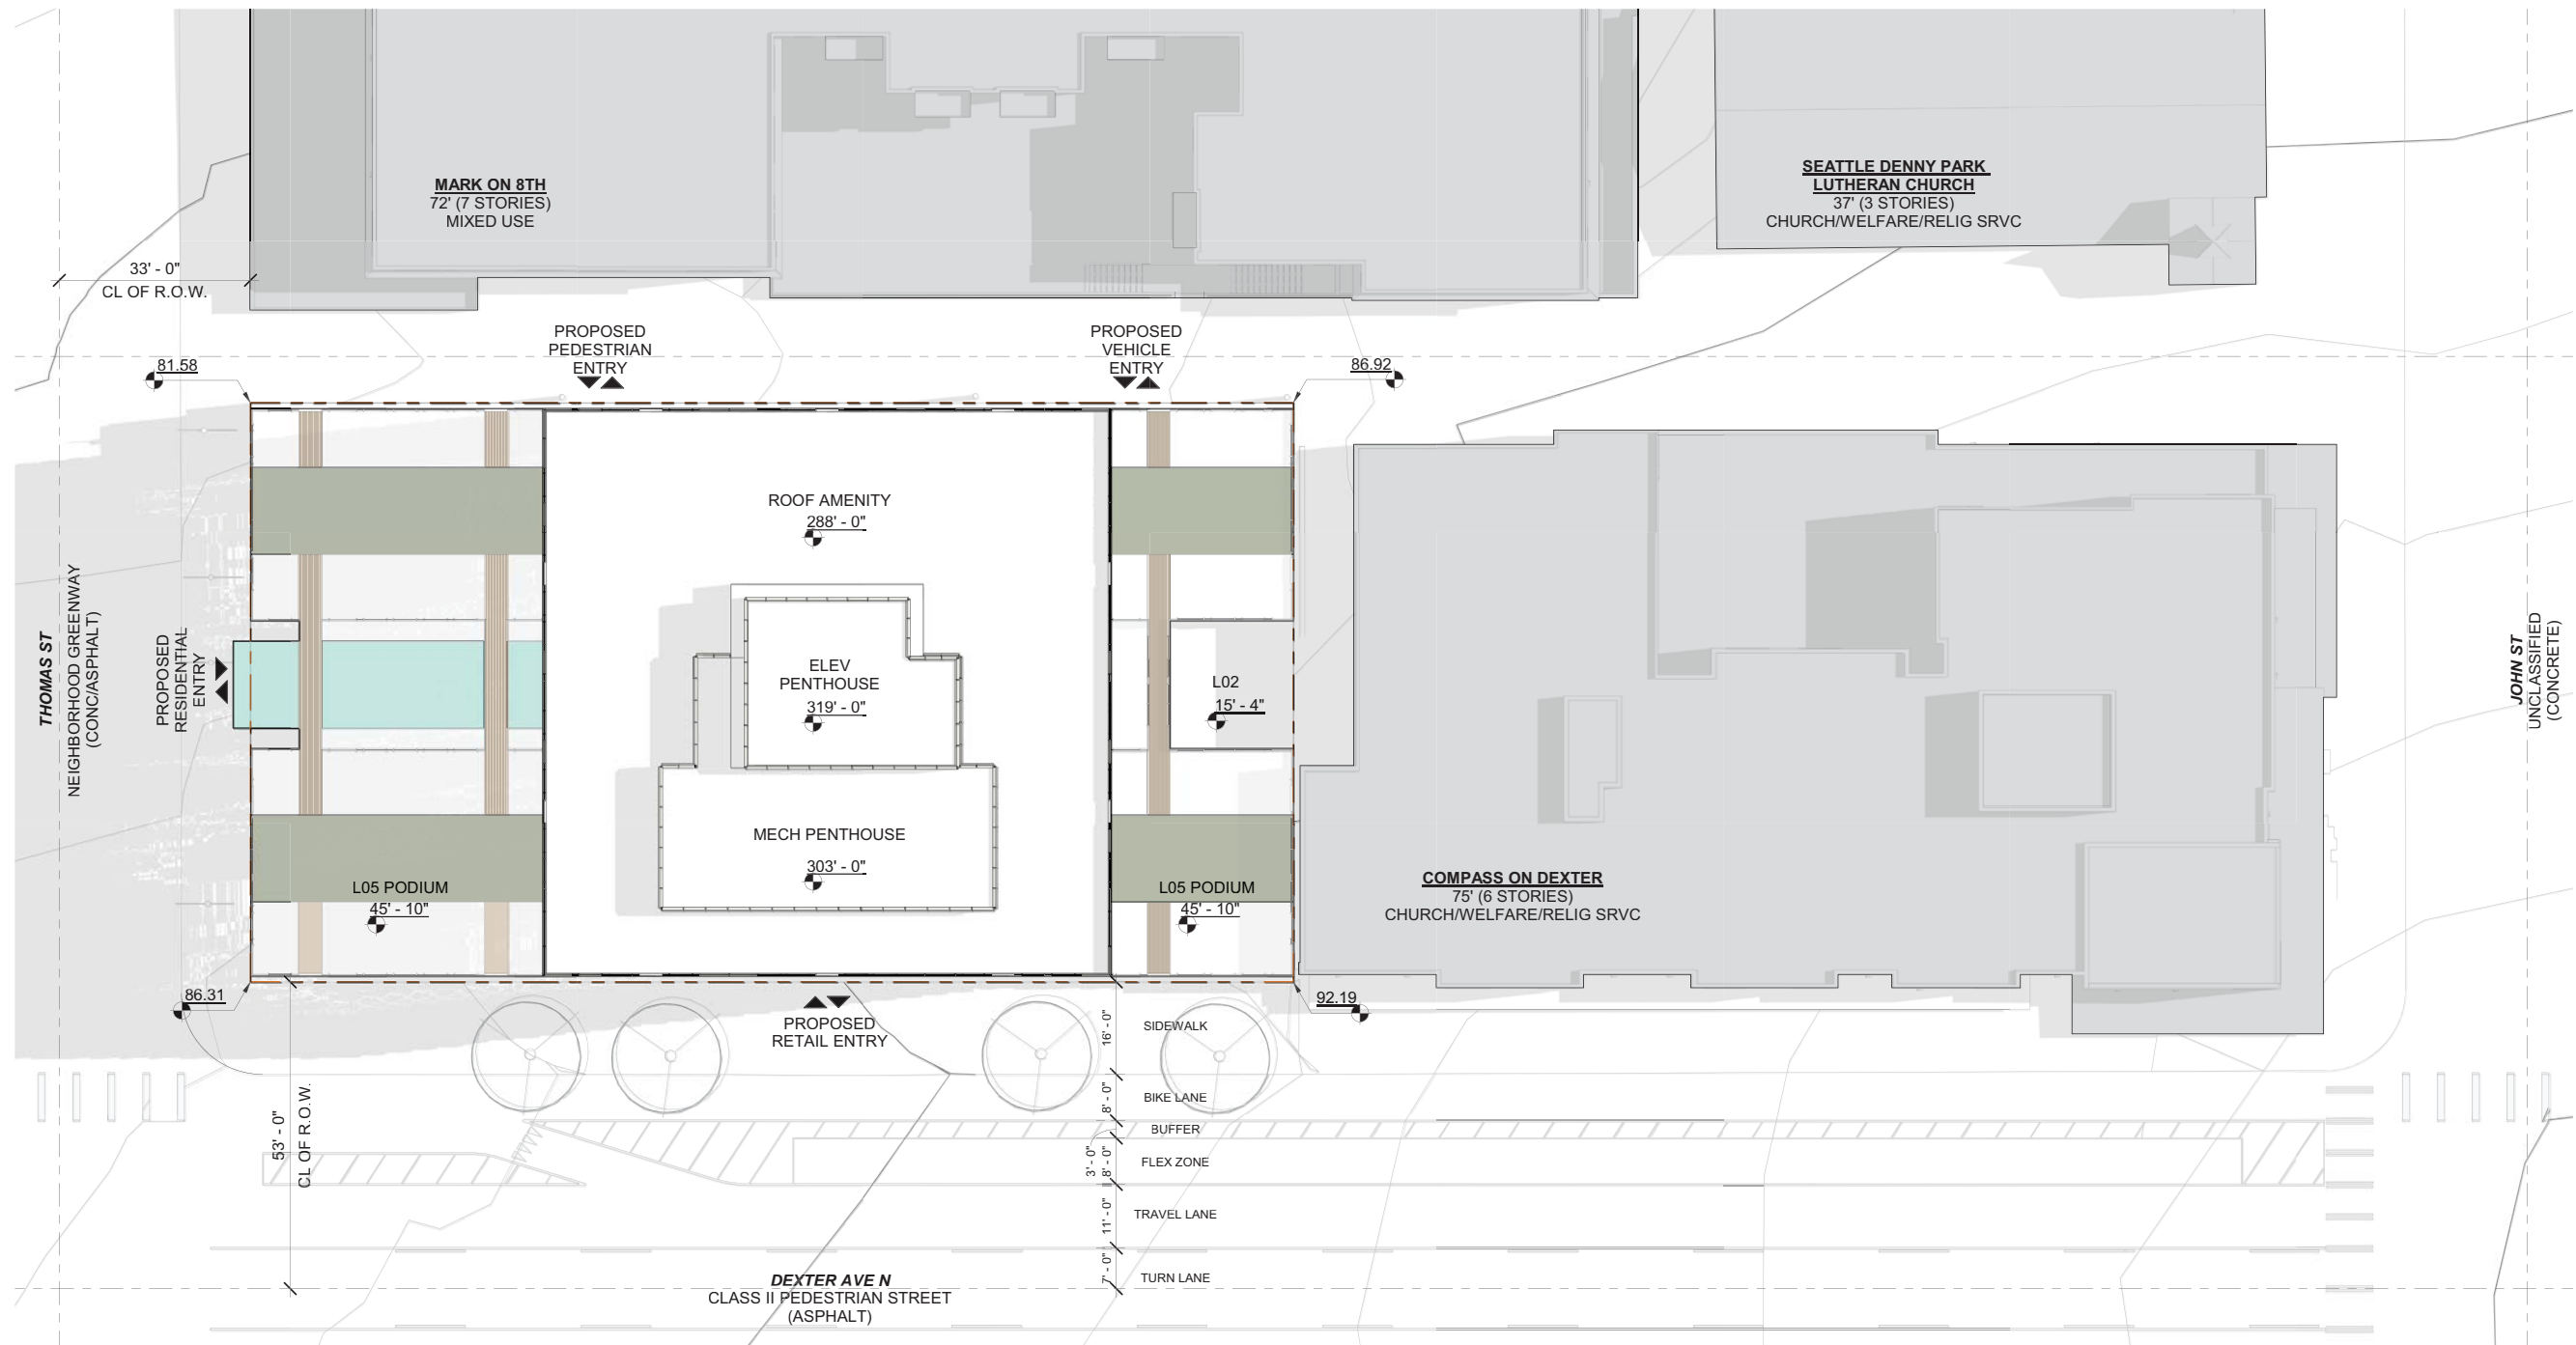 MARK ON 8TH
72' (7 STORIES)
MIXED USE
SEATTLE DENNY PARK
LUTHERAN CHURCH
37' (3 STORIES)
CHURCH/WELFARE/RELIG SRVC
33' - 0"
CL OF R.O.W.
PROPOSED
PEDESTRIAN
ENTRY
PROPOSED
VEHICLE
ENTRY
81.58
86.92
ROOF AMENITY
288' - 0"
THOMAS ST
NEIGHBORHOOD GREENWAY
(CONC/ASPHALT)
PROPOSED
RESIDENTIAL
ENTRY
ELEV
PENTHOUSE
319' - 0"
L02
15' - 4"
JOHN ST
UNCLASSIFIED
(CONCRETE)
MECH PENTHOUSE
303' - 0"
L05 PODIUM
45' - 10"
L05 PODIUM
45' - 10"
COMPASS ON DEXTER
75' (6 STORIES)
CHURCH/WELFARE/RELIG SRVC
86.31
92.19
PROPOSED
RETAIL ENTRY
53' - 0"
CL OF R.O.W.
16' - 0"
SIDEWALK
8' - 0"
BIKE LANE
3' - 0"
BUFFER
8' - 0"
FLEX ZONE
11' - 0"
TRAVEL LANE
7' - 0"
TURN LANE
DEXTER AVE N
CLASS II PEDESTRIAN STREET
(ASPHALT)